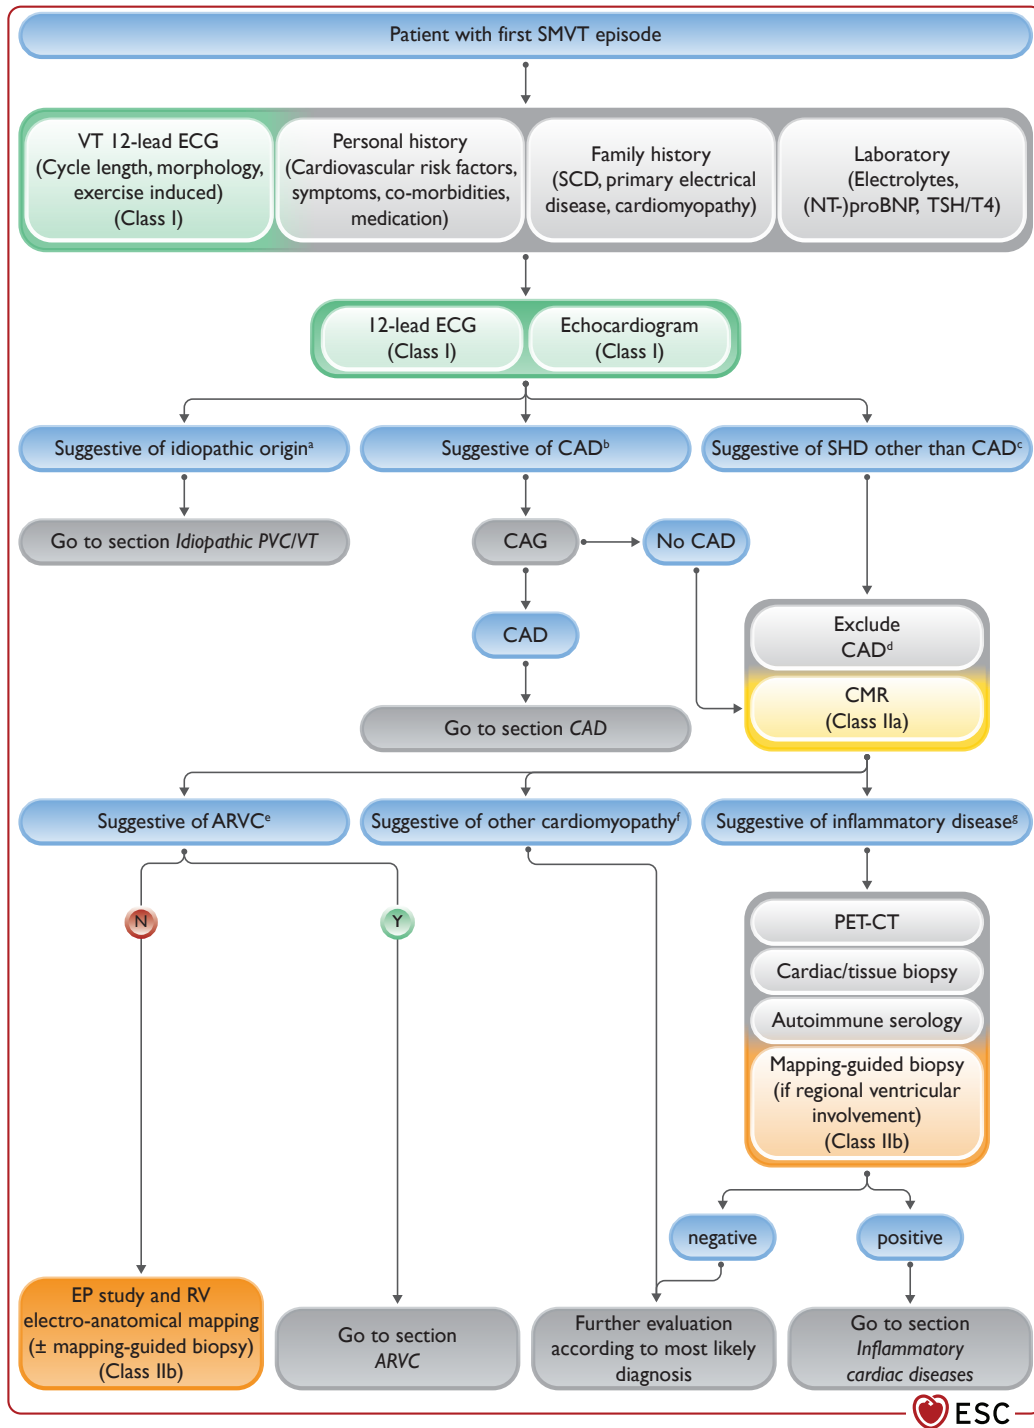 Patient with first SMVT episode
VT 12-lead ECG
(Cycle length, morphology,
exercise induced)
(Class I)
Personal history
(Cardiovascular risk factors,
symptoms, co-morbidities,
medication)
Family history
(SCD, primary electrical
disease, cardiomyopathy)
Laboratory
(Electrolytes,
(NT-)proBNP, TSH/T4)
12-lead ECG
(Class I)
Echocardiogram
(Class I)
Suggestive of idiopathic originᵃ
Suggestive of CADᵇ
Suggestive of SHD other than CADᶜ
Go to section Idiopathic PVC/VT
CAG
No CAD
CAD
Go to section CAD
Exclude
CADᵈ
CMR
(Class IIa)
Suggestive of ARVCᵉ
Suggestive of other cardiomyopathyᶠ
Suggestive of inflammatory diseaseᵍ
N
Y
PET-CT
Cardiac/tissue biopsy
Autoimmune serology
Mapping-guided biopsy
(if regional ventricular
involvement)
(Class IIb)
negative
positive
EP study and RV
electro-anatomical mapping
(± mapping-guided biopsy)
(Class IIb)
Go to section
ARVC
Further evaluation
according to most likely
diagnosis
Go to section
Inflammatory
cardiac diseases
ESC